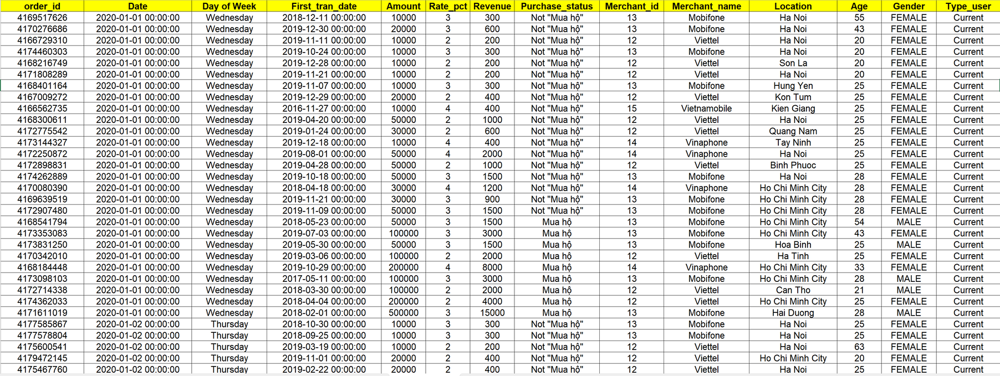 order_id Date Day of Week First_tran_date Amount Rate_pct Revenue Purchase_status Merchant_id Merchant_name Location Age Gender Type_user
4169517626 2020-01-01 00:00:00 Wednesday 2018-12-11 00:00:00 10000 3 300 Not "Mua hộ" 13 Mobifone Ha Noi 55 FEMALE Current
4170276686 2020-01-01 00:00:00 Wednesday 2019-12-30 00:00:00 20000 3 600 Not "Mua hộ" 13 Mobifone Ha Noi 43 FEMALE Current
4166729310 2020-01-01 00:00:00 Wednesday 2019-11-11 00:00:00 10000 2 200 Not "Mua hộ" 12 Viettel Ha Noi 20 FEMALE Current
4174460303 2020-01-01 00:00:00 Wednesday 2019-10-24 00:00:00 10000 3 300 Not "Mua hộ" 13 Mobifone Ha Noi 20 FEMALE Current
4168216749 2020-01-01 00:00:00 Wednesday 2019-12-28 00:00:00 10000 2 200 Not "Mua hộ" 12 Viettel Son La 20 FEMALE Current
4171808289 2020-01-01 00:00:00 Wednesday 2019-11-21 00:00:00 10000 2 200 Not "Mua hộ" 12 Viettel Ha Noi 20 FEMALE Current
4168401164 2020-01-01 00:00:00 Wednesday 2019-11-07 00:00:00 10000 3 300 Not "Mua hộ" 13 Mobifone Hung Yen 25 FEMALE Current
4167009272 2020-01-01 00:00:00 Wednesday 2019-12-29 00:00:00 20000 2 400 Not "Mua hộ" 12 Viettel Kon Tum 25 FEMALE Current
4166562735 2020-01-01 00:00:00 Wednesday 2016-11-27 00:00:00 10000 4 400 Not "Mua hộ" 15 Vietnamobile Kien Giang 25 FEMALE Current
4168300611 2020-01-01 00:00:00 Wednesday 2019-04-20 00:00:00 50000 2 1000 Not "Mua hộ" 12 Viettel Ha Noi 25 FEMALE Current
4172775542 2020-01-01 00:00:00 Wednesday 2019-01-24 00:00:00 30000 2 600 Not "Mua hộ" 12 Viettel Quang Nam 25 FEMALE Current
4173144327 2020-01-01 00:00:00 Wednesday 2019-12-18 00:00:00 10000 4 400 Not "Mua hộ" 14 Vinaphone Tay Ninh 25 FEMALE Current
4172250872 2020-01-01 00:00:00 Wednesday 2019-08-01 00:00:00 50000 4 2000 Not "Mua hộ" 14 Vinaphone Ha Noi 25 FEMALE Current
4172898831 2020-01-01 00:00:00 Wednesday 2019-04-28 00:00:00 50000 2 1000 Not "Mua hộ" 12 Viettel Binh Phuoc 25 FEMALE Current
4174262889 2020-01-01 00:00:00 Wednesday 2019-10-18 00:00:00 50000 3 1500 Not "Mua hộ" 13 Mobifone Ha Noi 28 FEMALE Current
4170080390 2020-01-01 00:00:00 Wednesday 2018-04-18 00:00:00 30000 4 1200 Not "Mua hộ" 14 Vinaphone Ho Chi Minh City 28 FEMALE Current
4169639519 2020-01-01 00:00:00 Wednesday 2019-11-21 00:00:00 30000 3 900 Not "Mua hộ" 13 Mobifone Ho Chi Minh City 28 FEMALE Current
4172907480 2020-01-01 00:00:00 Wednesday 2019-11-09 00:00:00 50000 3 1500 Not "Mua hộ" 13 Mobifone Ho Chi Minh City 28 FEMALE Current
4168541794 2020-01-01 00:00:00 Wednesday 2018-05-23 00:00:00 50000 3 1500 Mua hộ 13 Mobifone Ho Chi Minh City 54 MALE Current
4173353083 2020-01-01 00:00:00 Wednesday 2019-07-03 00:00:00 100000 3 3000 Mua hộ 13 Mobifone Ho Chi Minh City 43 FEMALE Current
4173831250 2020-01-01 00:00:00 Wednesday 2019-05-30 00:00:00 50000 3 1500 Mua hộ 13 Mobifone Hoa Binh 25 MALE Current
4170342010 2020-01-01 00:00:00 Wednesday 2019-03-06 00:00:00 100000 2 2000 Mua hộ 12 Viettel Ha Tinh 25 FEMALE Current
4168184448 2020-01-01 00:00:00 Wednesday 2019-10-29 00:00:00 200000 4 8000 Mua hộ 14 Vinaphone Ho Chi Minh City 33 FEMALE Current
4173098103 2020-01-01 00:00:00 Wednesday 2017-05-11 00:00:00 100000 3 3000 Mua hộ 13 Mobifone Ho Chi Minh City 28 MALE Current
4172714338 2020-01-01 00:00:00 Wednesday 2018-03-30 00:00:00 100000 2 2000 Mua hộ 12 Viettel Can Tho 21 MALE Current
4174362033 2020-01-01 00:00:00 Wednesday 2018-04-04 00:00:00 200000 2 4000 Mua hộ 12 Viettel Ho Chi Minh City 25 FEMALE Current
4171611019 2020-01-01 00:00:00 Wednesday 2018-02-01 00:00:00 500000 3 15000 Mua hộ 13 Mobifone Hai Duong 28 MALE Current
4177585867 2020-01-02 00:00:00 Thursday 2018-10-30 00:00:00 10000 3 300 Not "Mua hộ" 13 Mobifone Ha Noi 25 FEMALE Current
4177578804 2020-01-02 00:00:00 Thursday 2018-09-25 00:00:00 10000 3 300 Not "Mua hộ" 13 Mobifone Ha Noi 25 FEMALE Current
4175600541 2020-01-02 00:00:00 Thursday 2019-03-19 00:00:00 10000 2 200 Not "Mua hộ" 12 Viettel Ha Noi 63 FEMALE Current
4179472145 2020-01-02 00:00:00 Thursday 2019-11-01 00:00:00 20000 2 400 Not "Mua hộ" 12 Viettel Ho Chi Minh City 20 FEMALE Current
4175467760 2020-01-02 00:00:00 Thursday 2019-02-22 00:00:00 20000 2 400 Not "Mua hộ" 12 Viettel Ha Noi 25 FEMALE Current